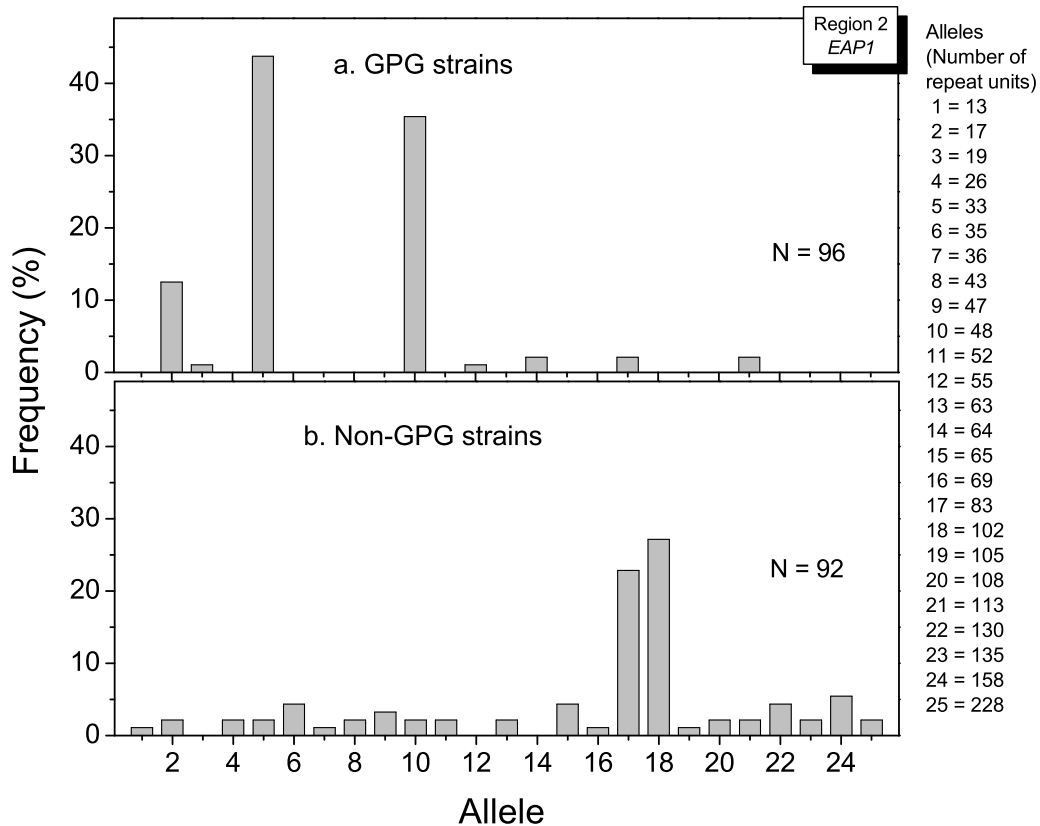 Region 2
EAP1
a. GPG strains
N = 96
40
30
20
10
0
b. Non-GPG strains
N = 92
40
30
20
10
0
2 4 6 8 10 12 14 16 18 20 22 24
Frequency (%)
Allele
Alleles
(Number of
repeat units)
1 = 13
2 = 17
3 = 19
4 = 26
5 = 33
6 = 35
7 = 36
8 = 43
9 = 47
10 = 48
11 = 52
12 = 55
13 = 63
14 = 64
15 = 65
16 = 69
17 = 83
18 = 102
19 = 105
20 = 108
21 = 113
22 = 130
23 = 135
24 = 158
25 = 228